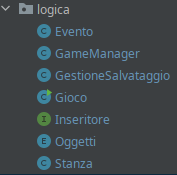 logica
C Evento
C GameManager
C GestioneSalvataggio
C Gioco
I Inseritore
E Oggetti
C Stanza